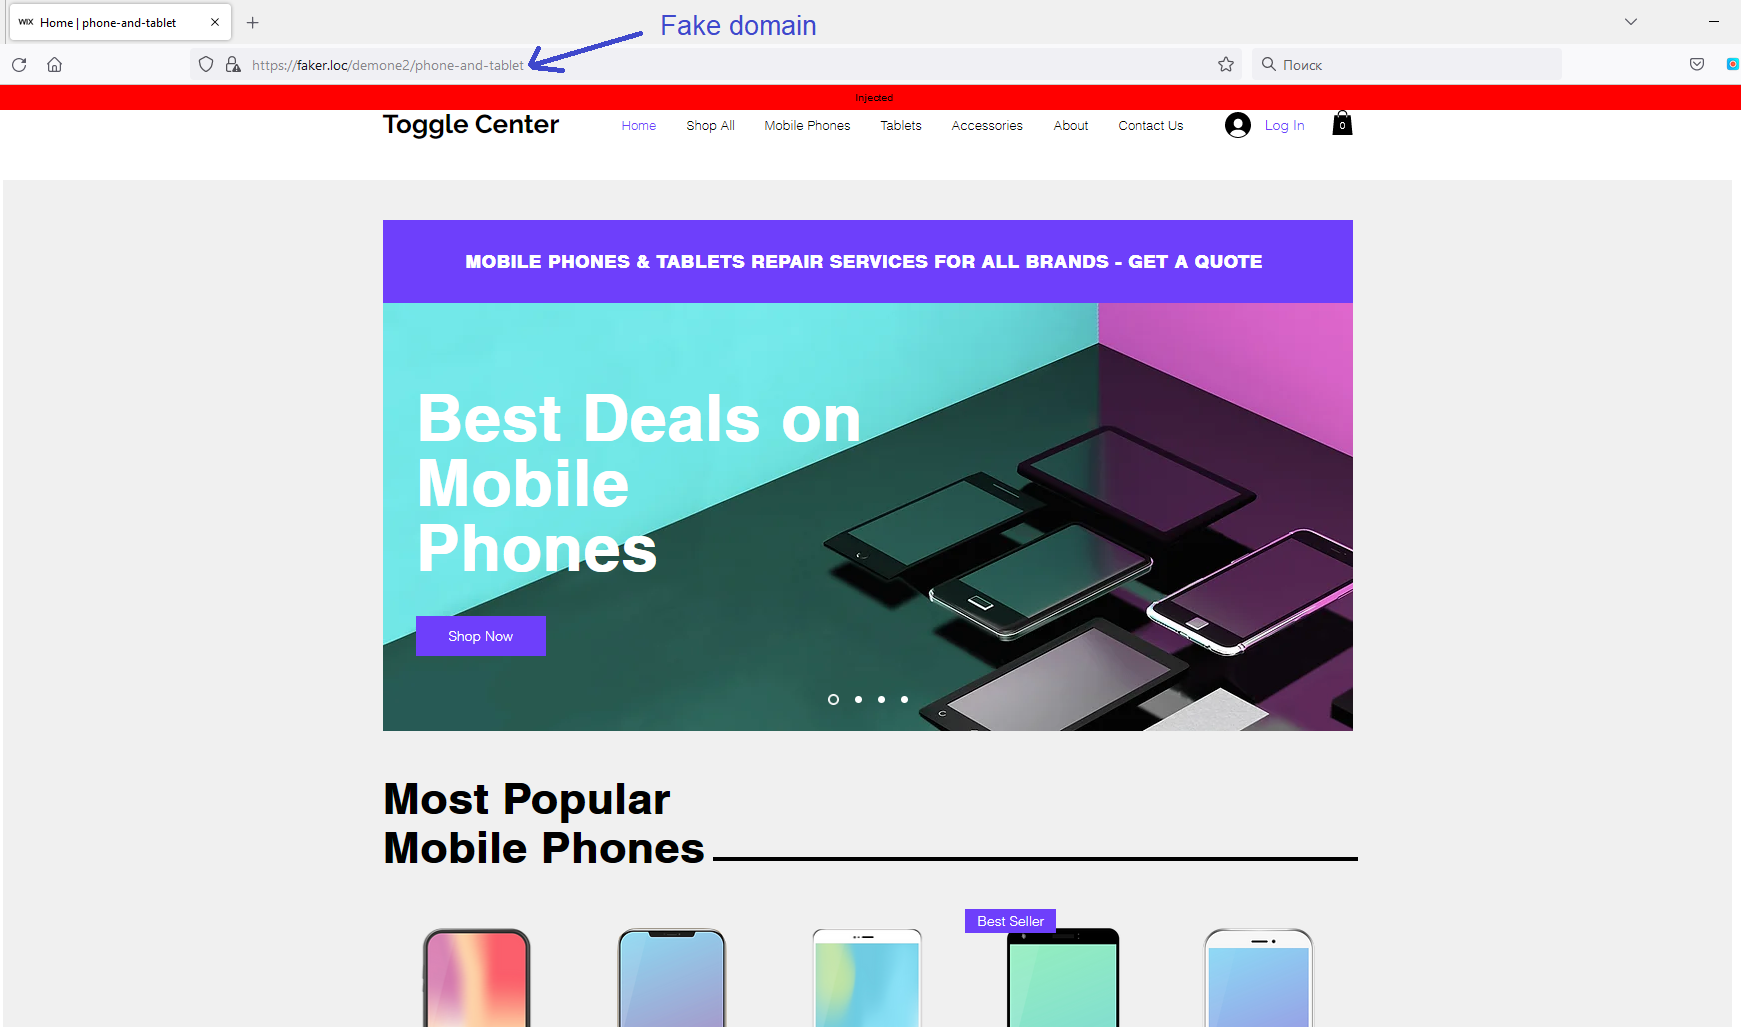 WIX Home | phone-and-tablet
Fake domain
https://faker.loc/demone2/phone-and-tablet
Поиск
Injected
Toggle Center
Home
Shop All
Mobile Phones
Tablets
Accessories
About
Contact Us
Log In
0
MOBILE PHONES & TABLETS REPAIR SERVICES FOR ALL BRANDS - GET A QUOTE
Best Deals on
Mobile
Phones
Shop Now
Most Popular
Mobile Phones
Best Seller